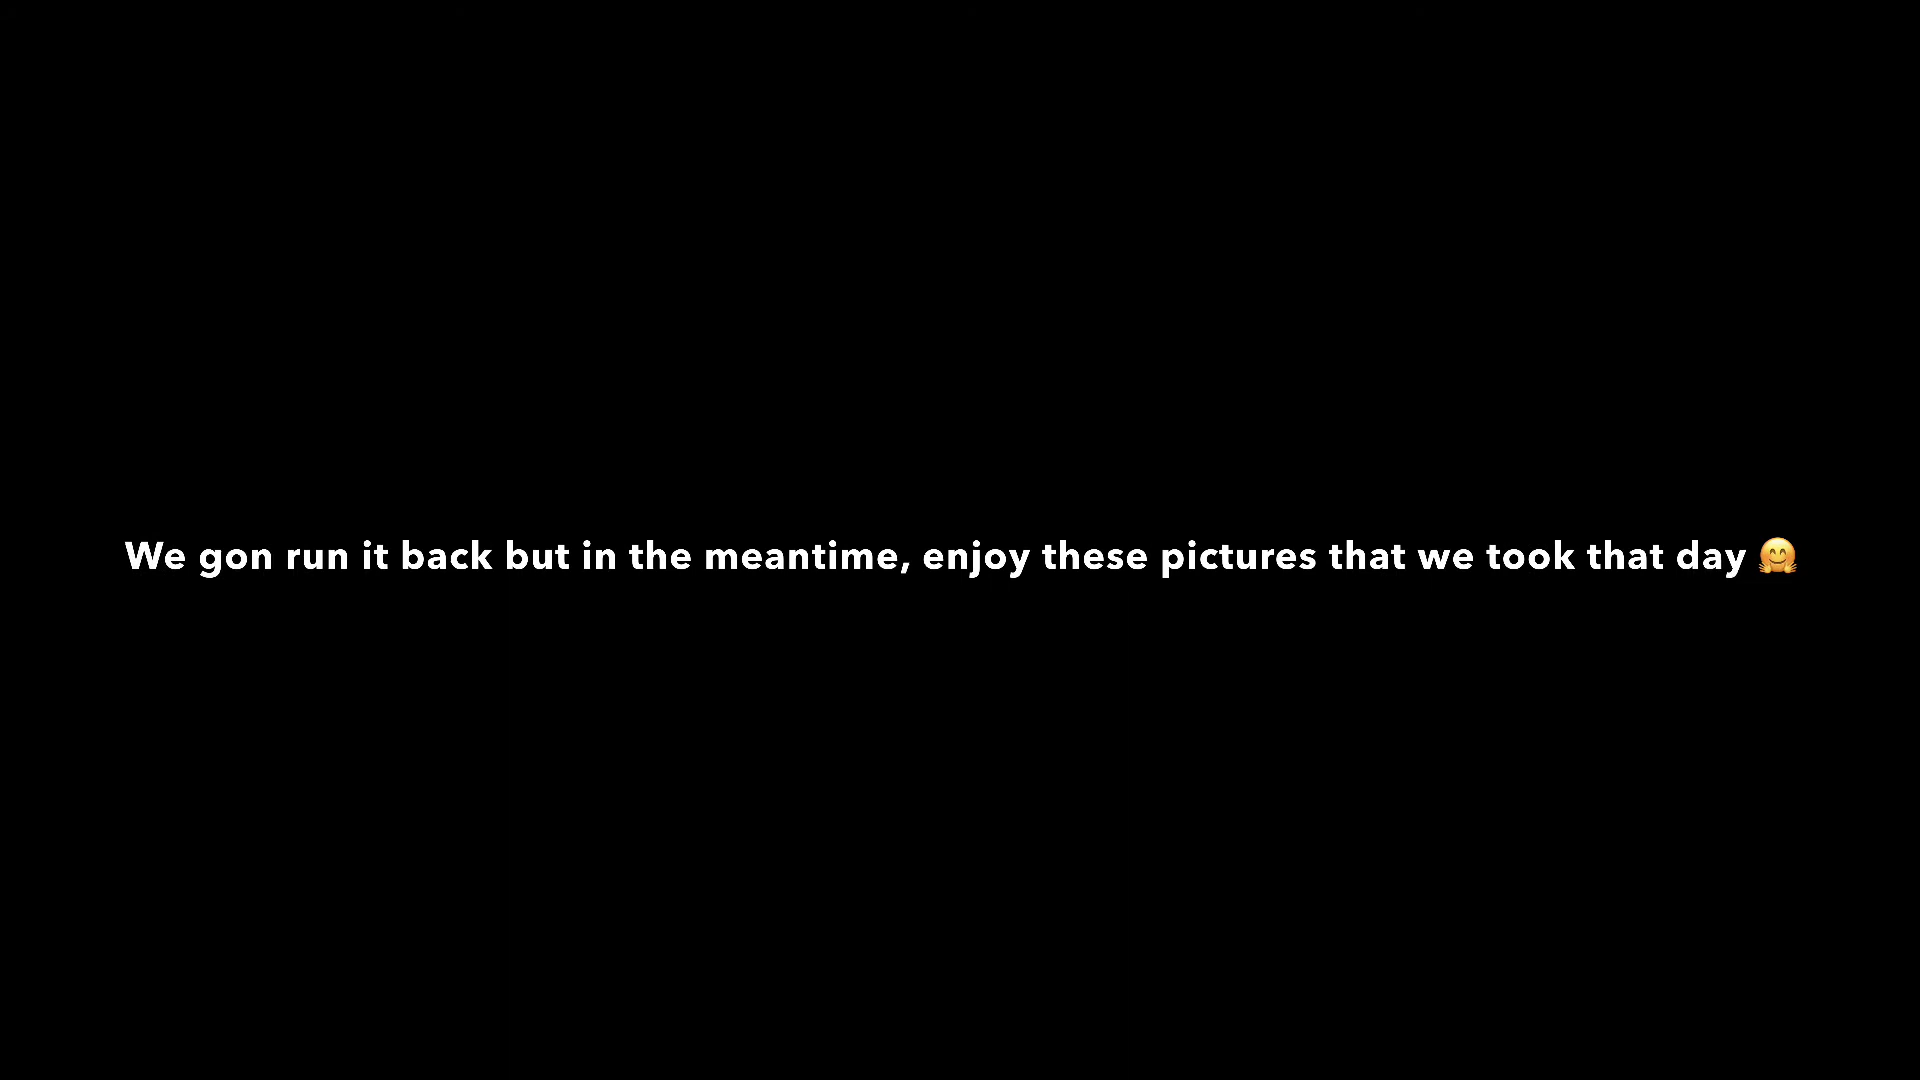 We gon run it back but in the meantime, enjoy these pictures that we took that day 🤗